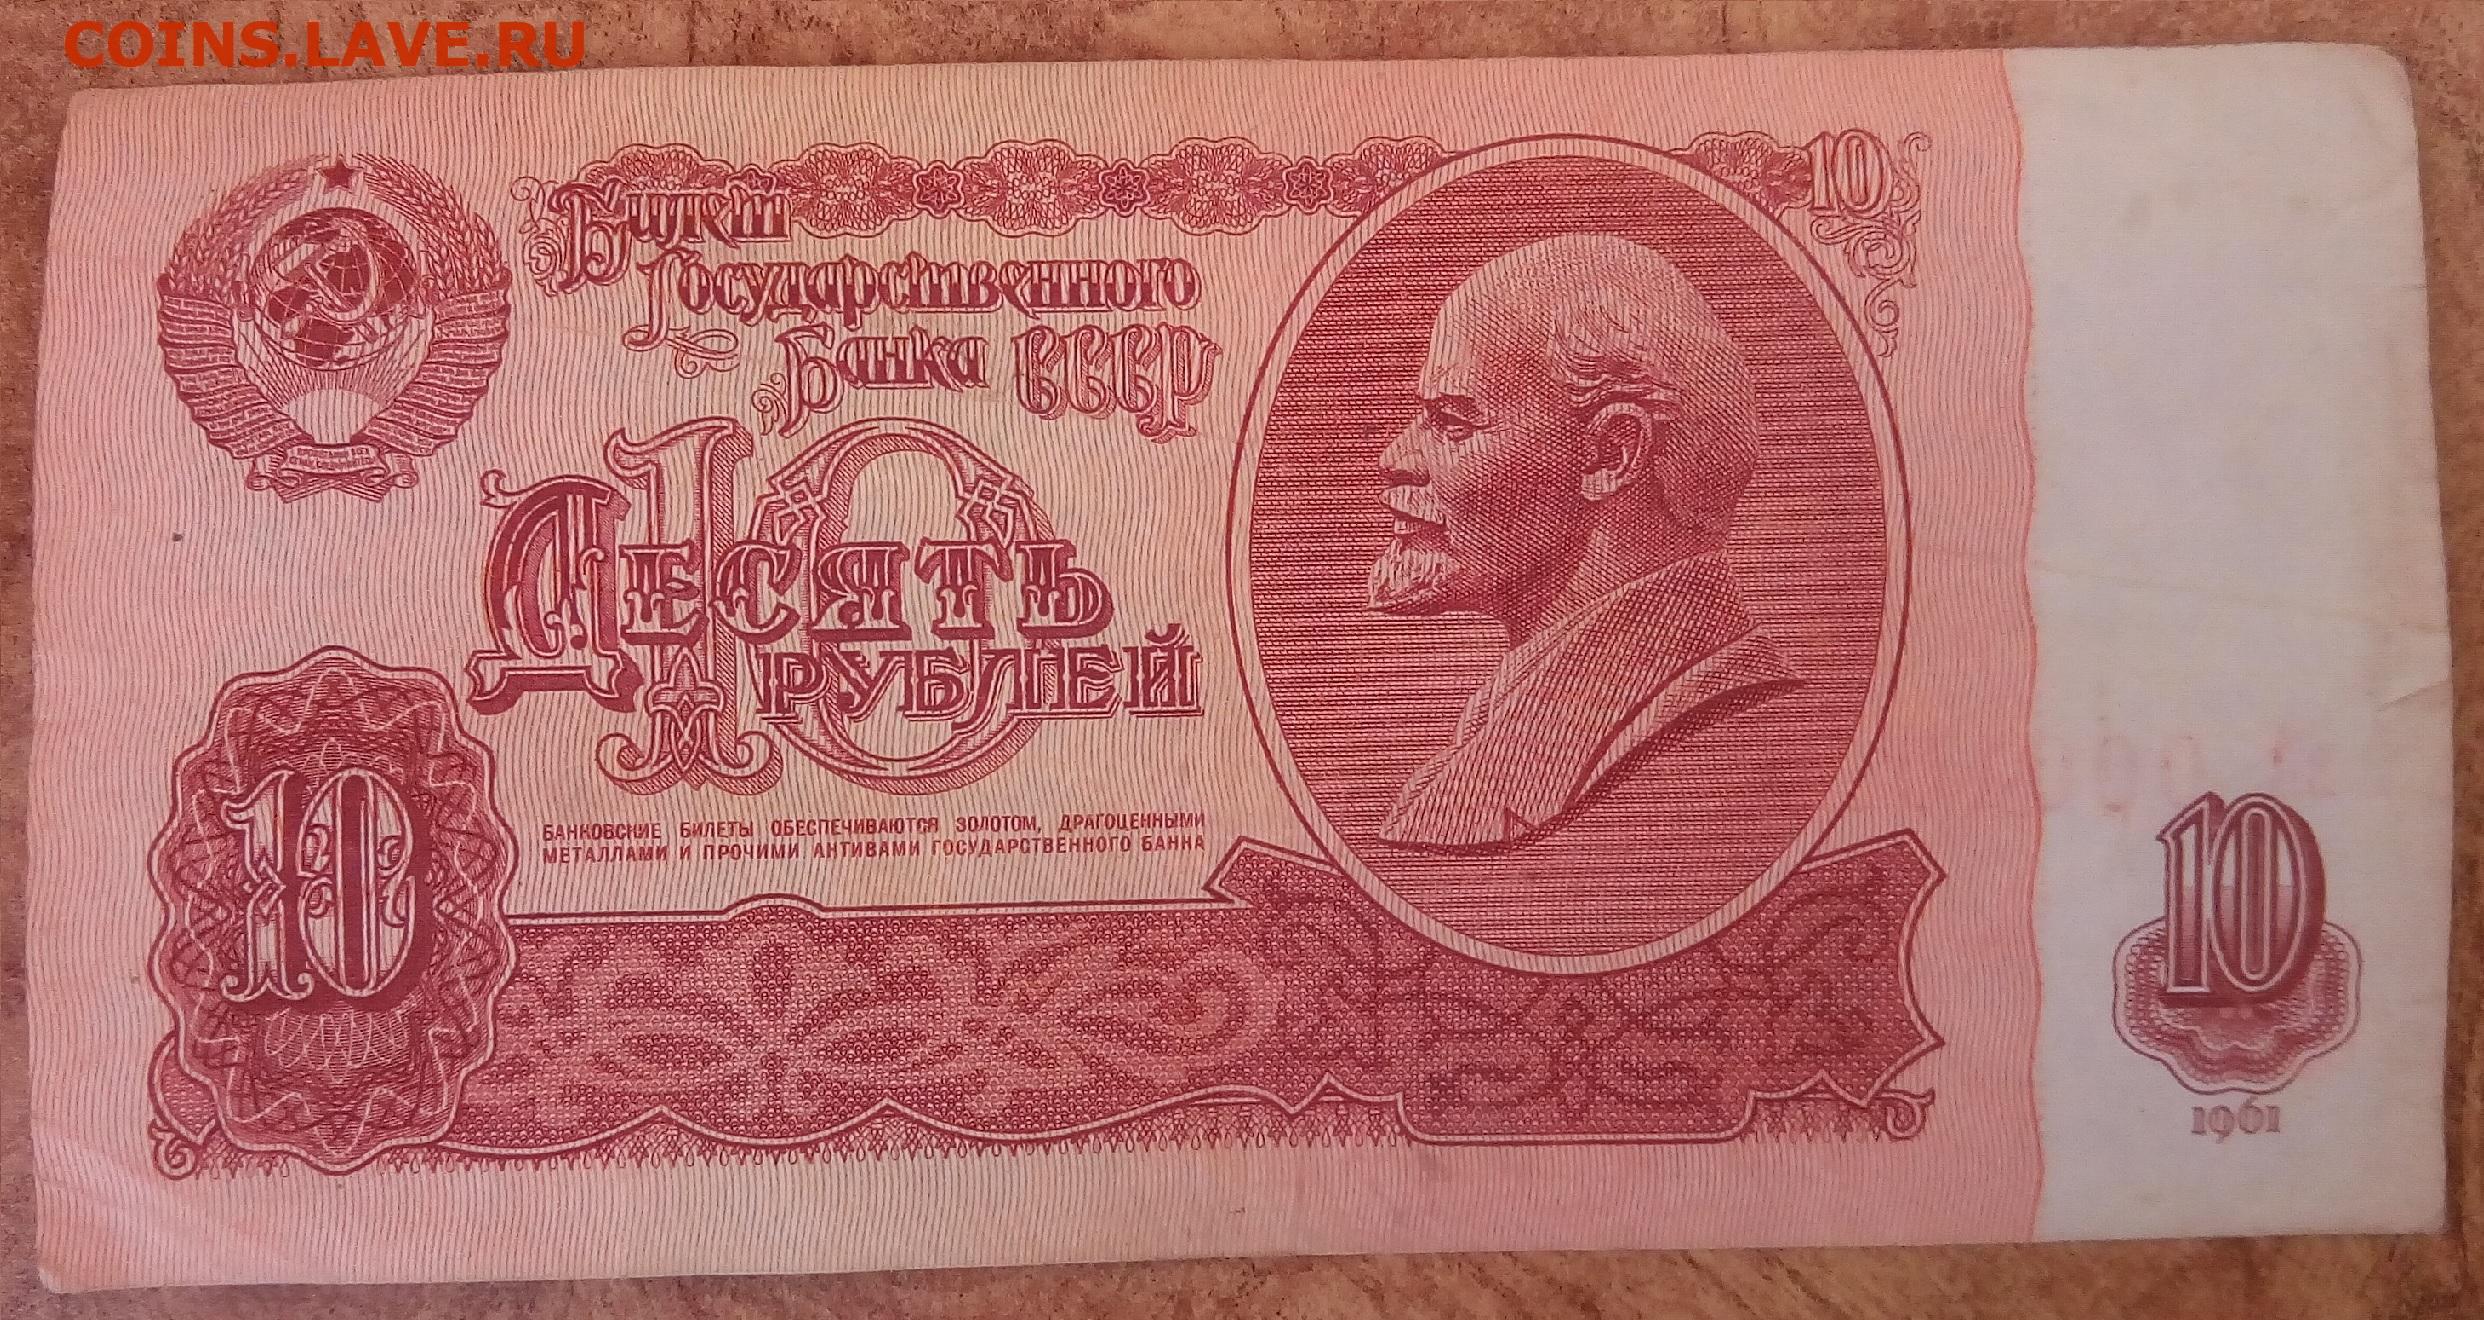 COINS.LAVE.RU
10
Билет
Государственного
Банка СССР
10
Десять
рублей
БАНКОВСКИЕ БИЛЕТЫ ОБЕСПЕЧИВАЮТСЯ ЗОЛОТОМ, ДРАГОЦЕННЫМИ
МЕТАЛЛАМИ И ПРОЧИМИ АКТИВАМИ ГОСУДАРСТВЕННОГО БАНКА
10
10
1961